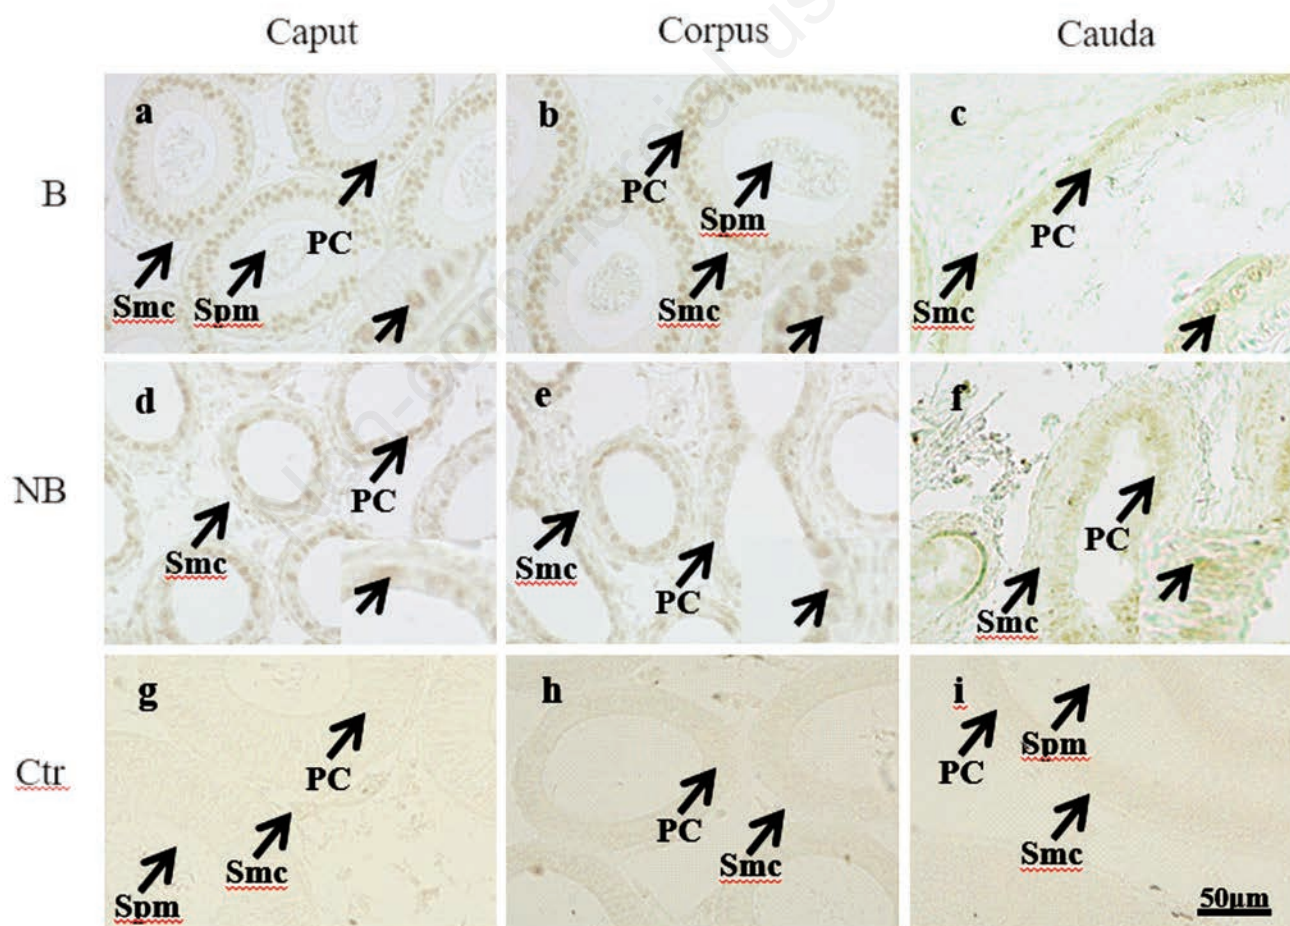 Caput Corpus Cauda
B
a PC Smc Spm
b PC Spm Smc
c PC Smc
NB
d PC Smc
e Smc PC
f PC Smc
Ctr
g PC Smc Spm
h PC Smc
i PC Spm Smc
50µm